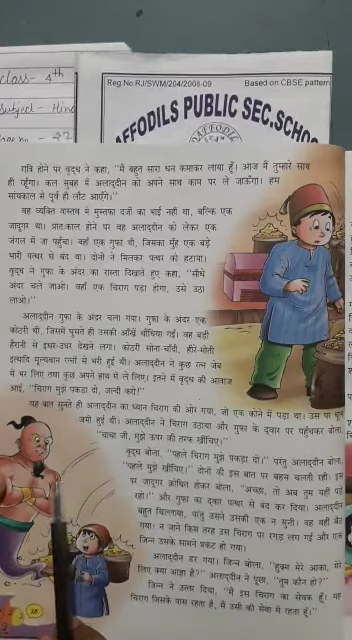 class- 4th
Subject - Hind
Reg.No RJ/SWM/204/2008-09
Based on CBSE pattern
AFFODILS PUBLIC SEC.SCHO
रात्रि होने पर वृद्ध ने कहा, "मैं बहुत सारा धन कमाकर लाया हूँ। आज मैं तुम्हारे साथ
ही रहूँगा। कल सुबह मैं अलाद्दीन को अपने साथ काम पर ले जाऊँगा। हम
सांयकाल से पूर्व ही लौट आएँगे।"
वह व्यक्ति वास्तव में मुस्तफा दर्जी का भाई नहीं था, बल्कि एक
जादूगर था। प्रातःकाल होने पर वह अलाद्दीन को लेकर एक
जंगल में जा पहुँचा। वहाँ एक गुफा थी, जिसका मुँह एक बड़े
भारी पत्थर से बंद था। दोनों ने मिलकर पत्थर को हटाया।
वृद्ध ने गुफा के अंदर का रास्ता दिखाते हुए कहा, "सीधे
अंदर चले जाओ। वहाँ एक चिराग पड़ा होगा, उसे उठा
लाओ।"
अलाद्दीन गुफा के अंदर चला गया। गुफा के अंदर एक
कोठरी थी, जिसमें घुसते ही उसकी आँखें चौंधिया गईं। वह बड़ी
हैरानी से इधर-उधर देखने लगा। कोठरी सोना-चाँदी, हीरे-मोती
इत्यादि मूल्यवान रत्नों से भरी हुई थी। अलाद्दीन ने कुछ रत्न जेब
में भर लिए तथा कुछ अपने हाथ में ले लिए। इतने में वृद्ध की आवाज
आई, "चिराग मुझे पकड़ा दो, जल्दी करो!"
यह बात सुनते ही अलाद्दीन का ध्यान चिराग की ओर गया, जो एक कोने में पड़ा था। उस पर धूल
जमी हुई थी। अलाद्दीन ने चिराग उठाया और गुफा के द्वार पर पहुँचकर बोला,
"चाचा जी, मुझे ऊपर की तरफ खींचिए।"
वृद्ध बोला, "पहले चिराग मुझे पकड़ा दो।" परंतु अलाद्दीन बोला,
"पहले मुझे खींचिए।" दोनों की इस बात पर बहस चलती रही। इस
पर जादूगर क्रोधित होकर बोला, "अच्छा, तो अब तुम यहीं पड़े
रहो।" और गुफा का द्वार पत्थर से बंद कर दिया। अलाद्दीन
बहुत चिल्लाया, परंतु उसने उसकी एक न सुनी। वह वहीं बैठ
गया। न जाने किस तरह उस चिराग पर रगड़ लग गई और एक
जिन्न उसके सामने प्रकट हो गया।
अलाद्दीन डर गया। जिन्न बोला, "हुक्म मेरे आका, मेरे
लिए क्या आज्ञा है?" अलाद्दीन ने पूछा, "तुम कौन हो?"
जिन्न ने उत्तर दिया, "मैं इस चिराग का सेवक हूँ। यह
चिराग जिसके पास रहता है, मैं उसी की सेवा में रहता हूँ।"